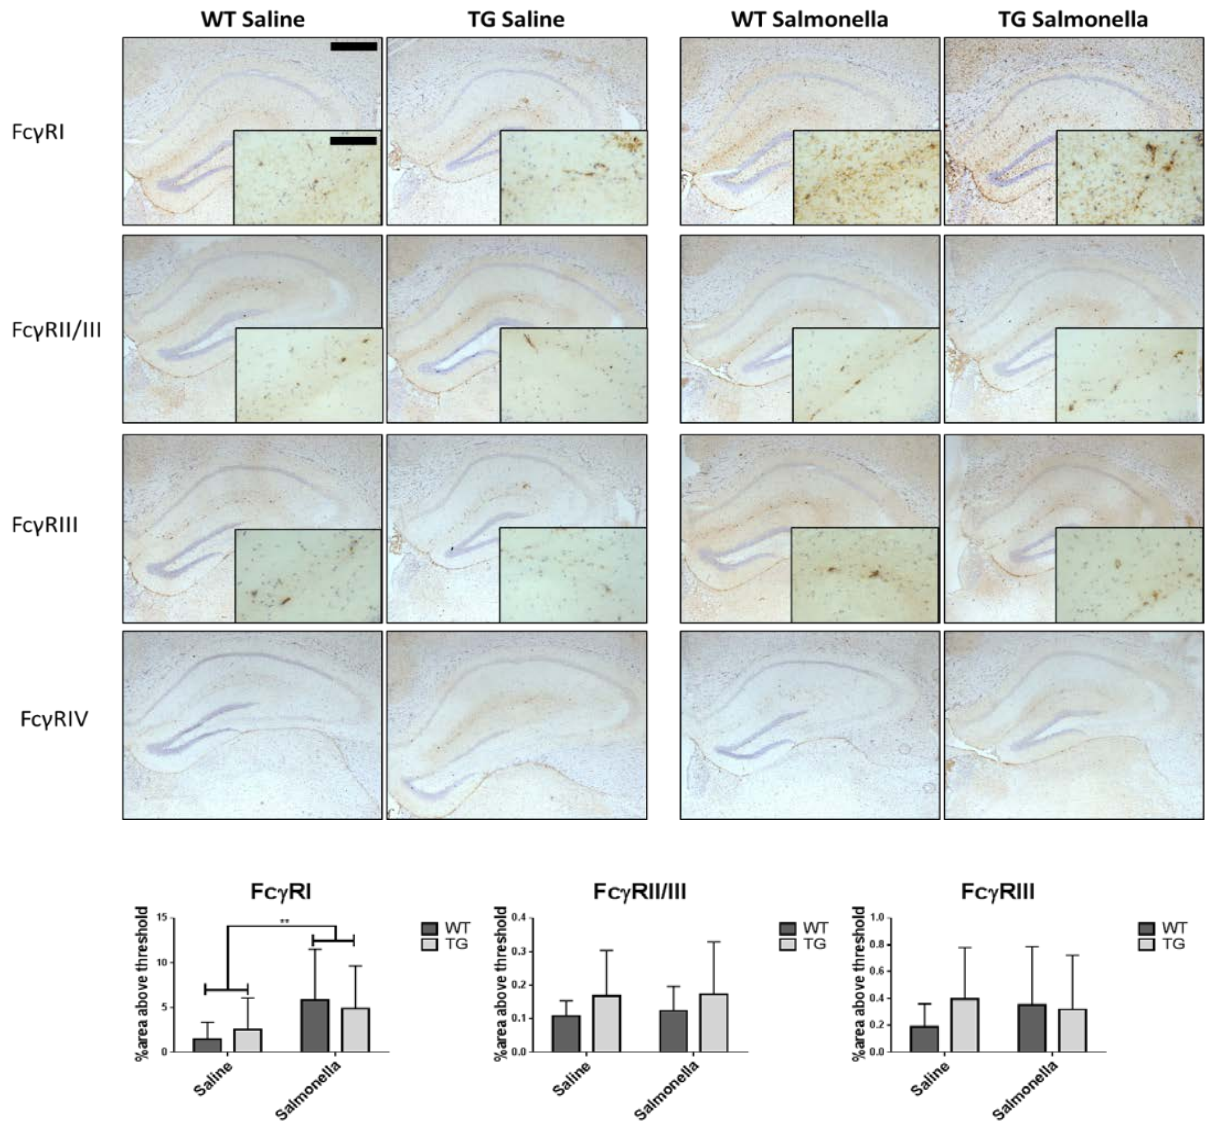 WT Saline TG Saline WT Salmonella TG Salmonella
FcγRI
FcγRII/III
FcγRIII
FcγRIV
FcγRI
%area above threshold
15
10
5
0
**
WT
TG
Saline
Salmonella
FcγRII/III
%area above threshold
0.4
0.3
0.2
0.1
0.0
WT
TG
Saline
Salmonella
FcγRIII
%area above threshold
1.0
0.8
0.6
0.4
0.2
0.0
WT
TG
Saline
Salmonella